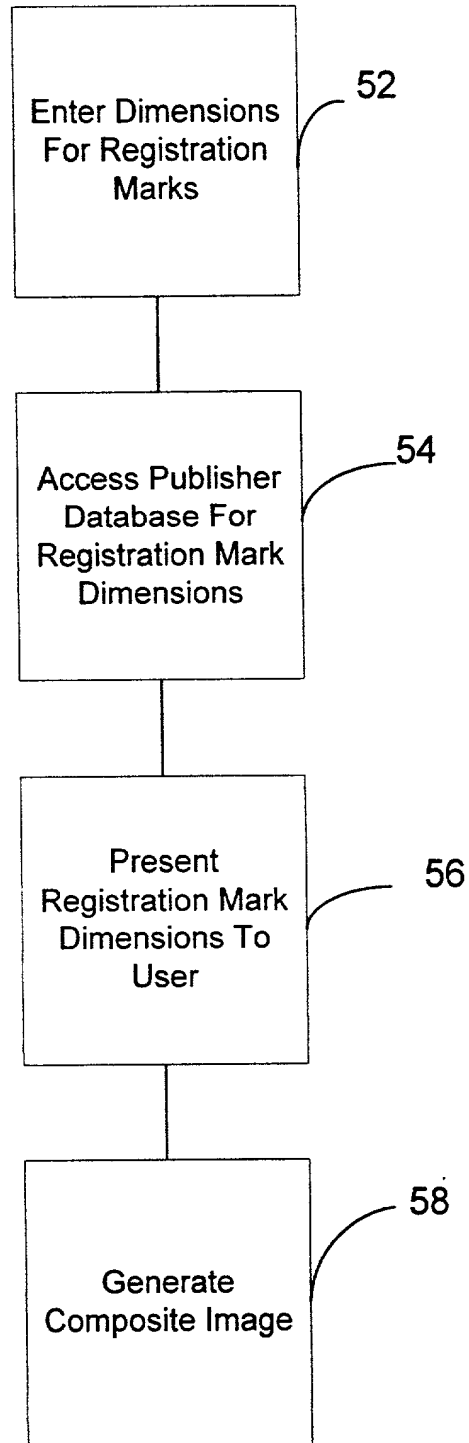 52
Enter Dimensions
For Registration
Marks
54
Access Publisher
Database For
Registration Mark
Dimensions
56
Present
Registration Mark
Dimensions To
User
58
Generate
Composite Image